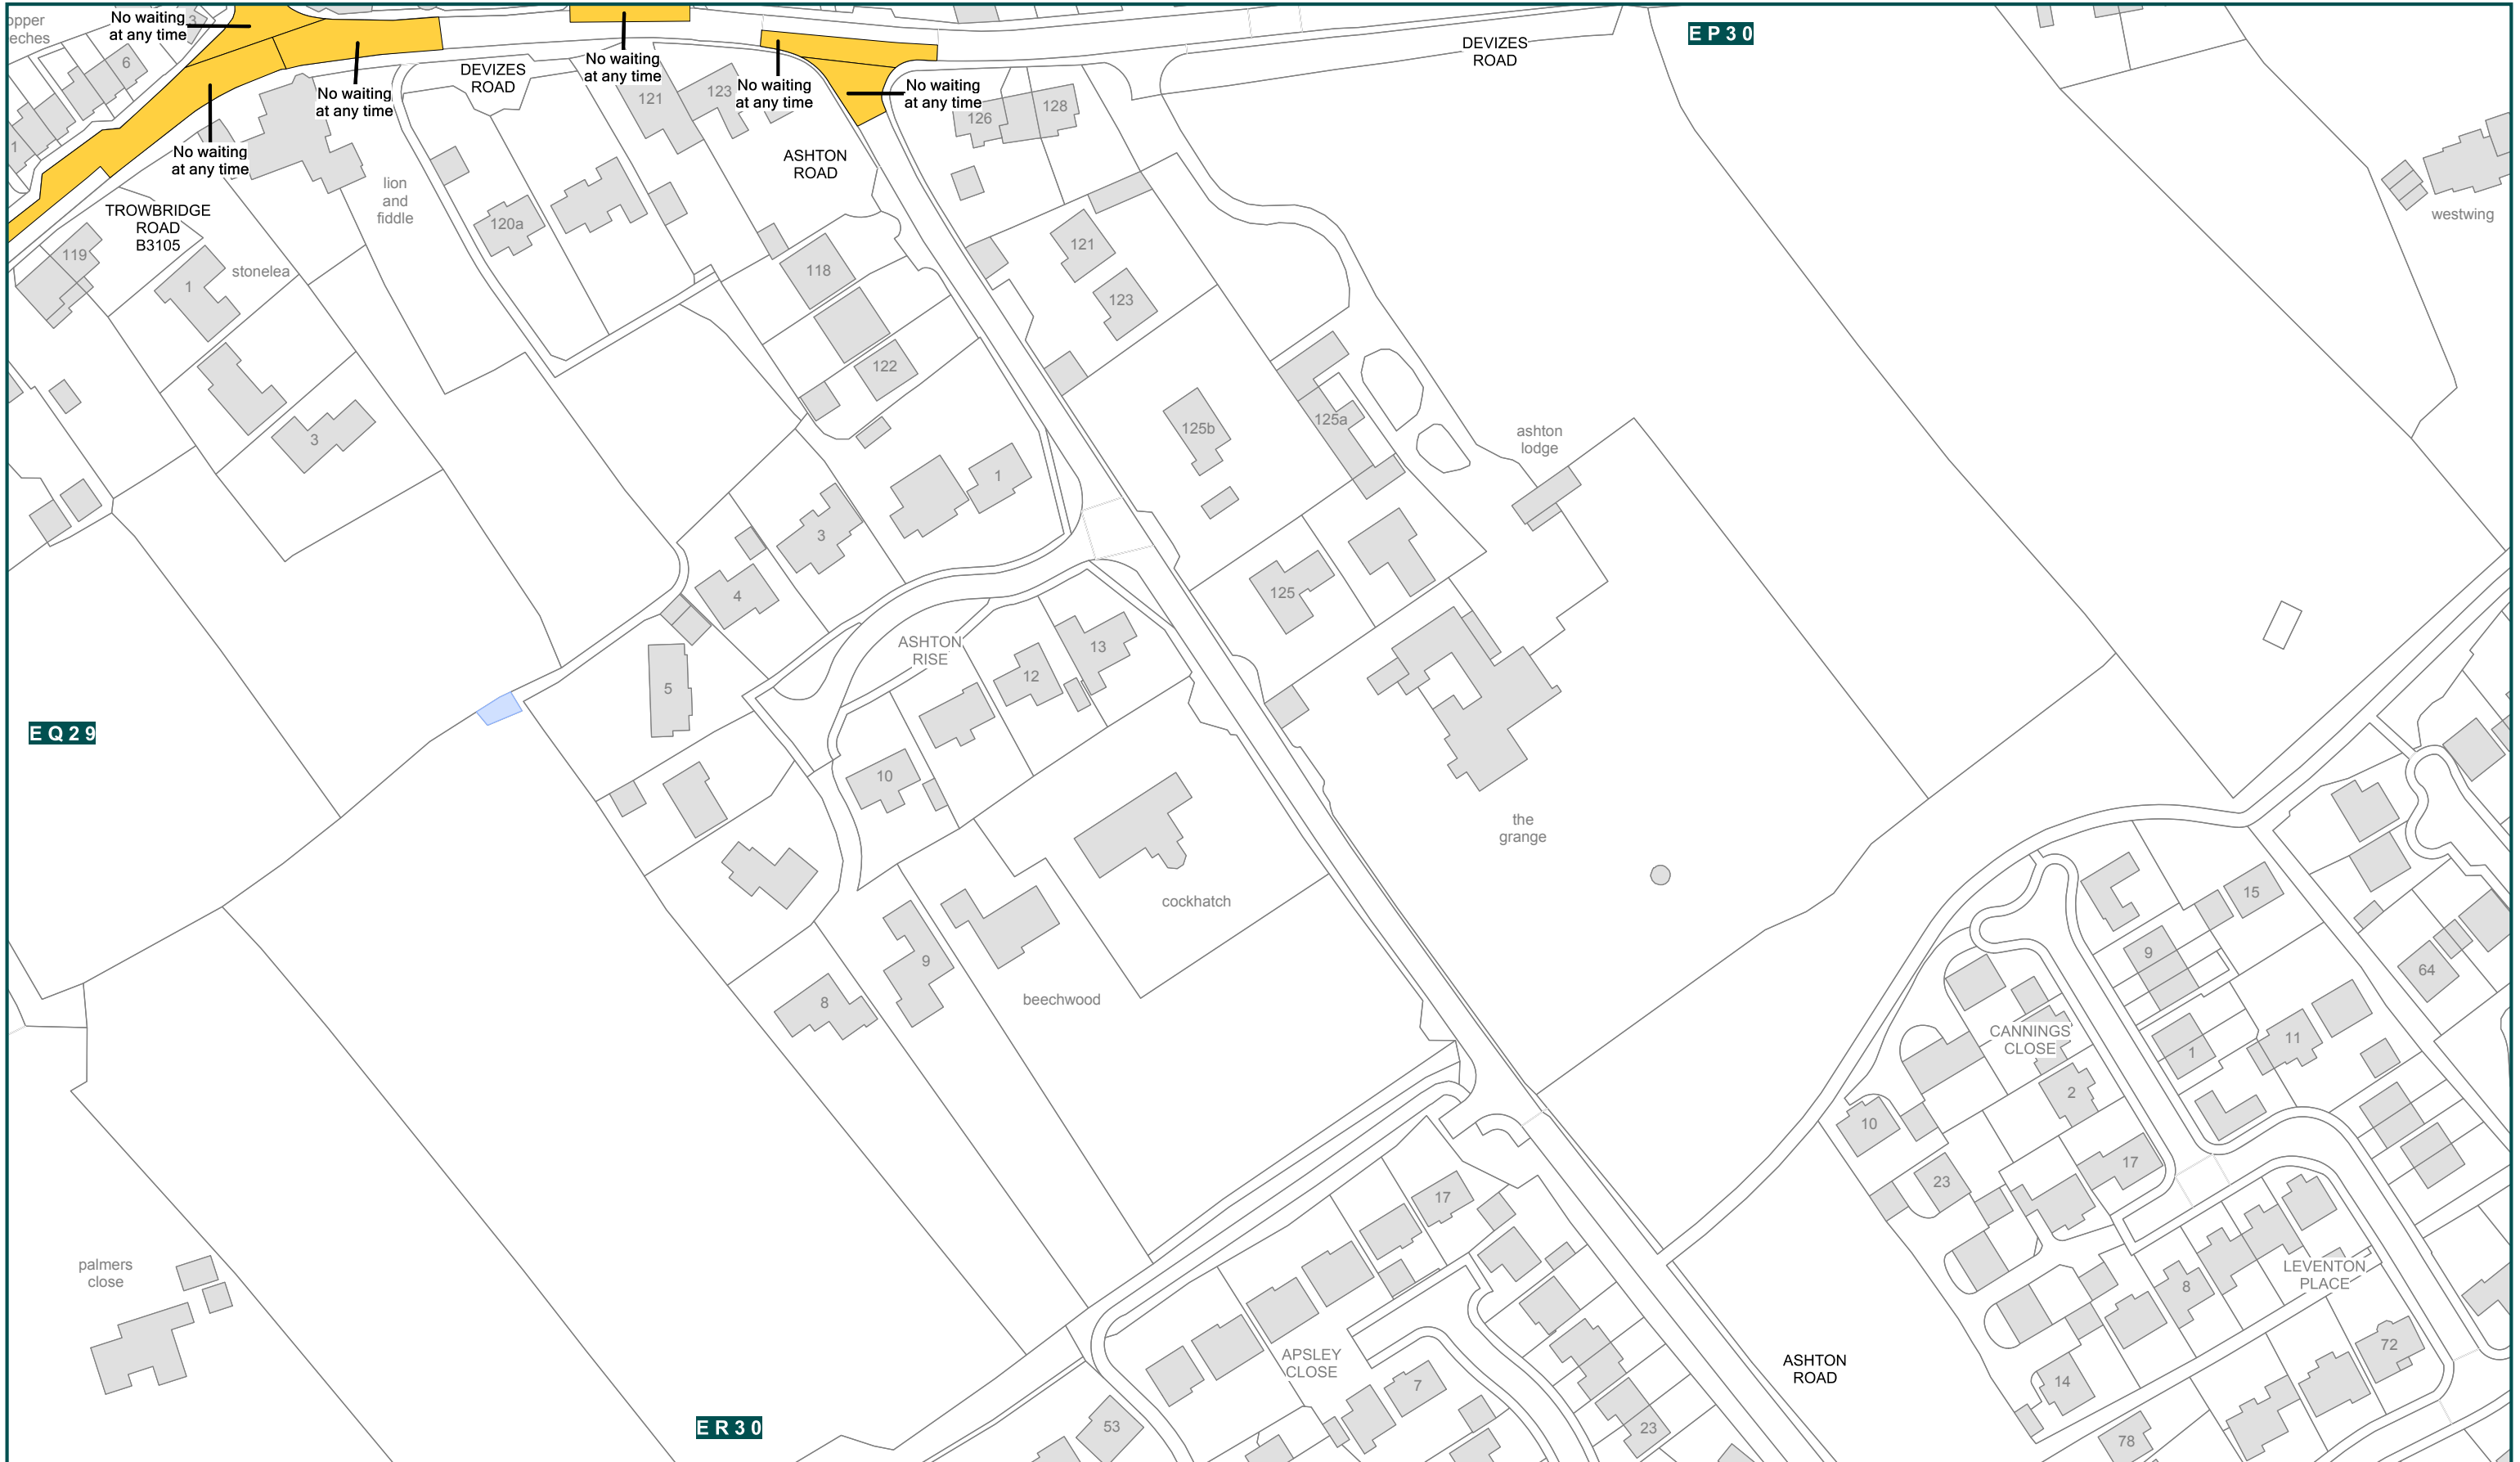 opper
eches
No waiting
at any time
3
6
1
No waiting
at any time
No waiting
at any time
DEVIZES
ROAD
No waiting
at any time
No waiting
at any time
No waiting
at any time
121
123
126
128
DEVIZES
ROAD
E P 3 0
ASHTON
ROAD
lion
and
fiddle
TROWBRIDGE
ROAD
B3105
119
1
stonelea
3
120a
118
122
121
123
westwing
125b
125a
ashton
lodge
1
3
4
5
125
ASHTON
RISE
12
13
10
E Q 2 9
the
grange
cockhatch
beechwood
9
8
15
9
64
CANNINGS
CLOSE
1
11
2
10
17
23
17
LEVENTON
PLACE
8
72
14
78
palmers
close
APSLEY
CLOSE
7
53
23
ASHTON
ROAD
E R 3 0